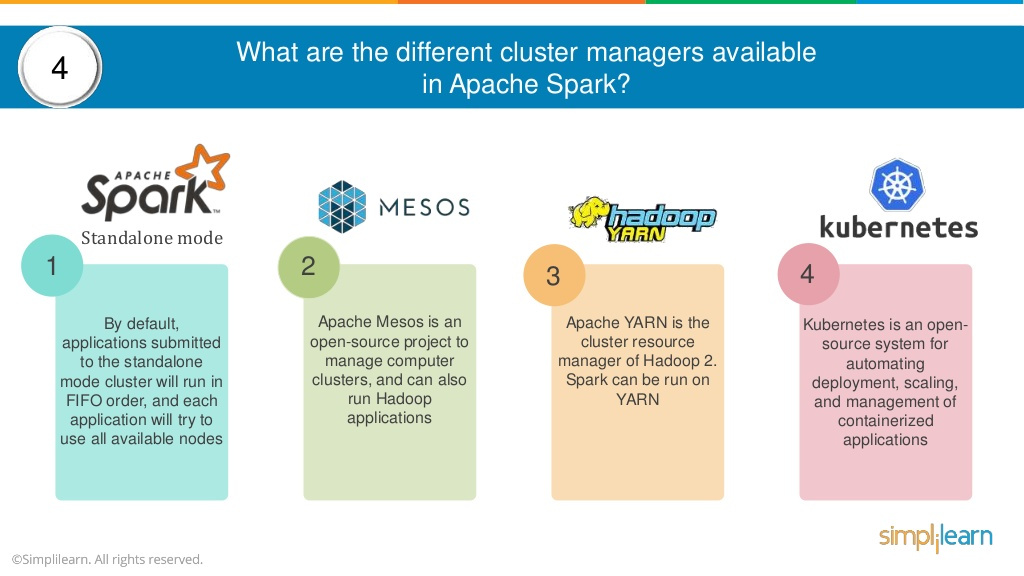 4
What are the different cluster managers available
in Apache Spark?
APACHE
Spark™
Standalone mode
1
By default,
applications submitted
to the standalone
mode cluster will run in
FIFO order, and each
application will try to
use all available nodes
MESOS
2
Apache Mesos is an
open-source project to
manage computer
clusters, and can also
run Hadoop
applications
hadoop
YARN
3
Apache YARN is the
cluster resource
manager of Hadoop 2.
Spark can be run on
YARN
kubernetes
4
Kubernetes is an open-
source system for
automating
deployment, scaling,
and management of
containerized
applications
simplilearn
©Simplilearn. All rights reserved.